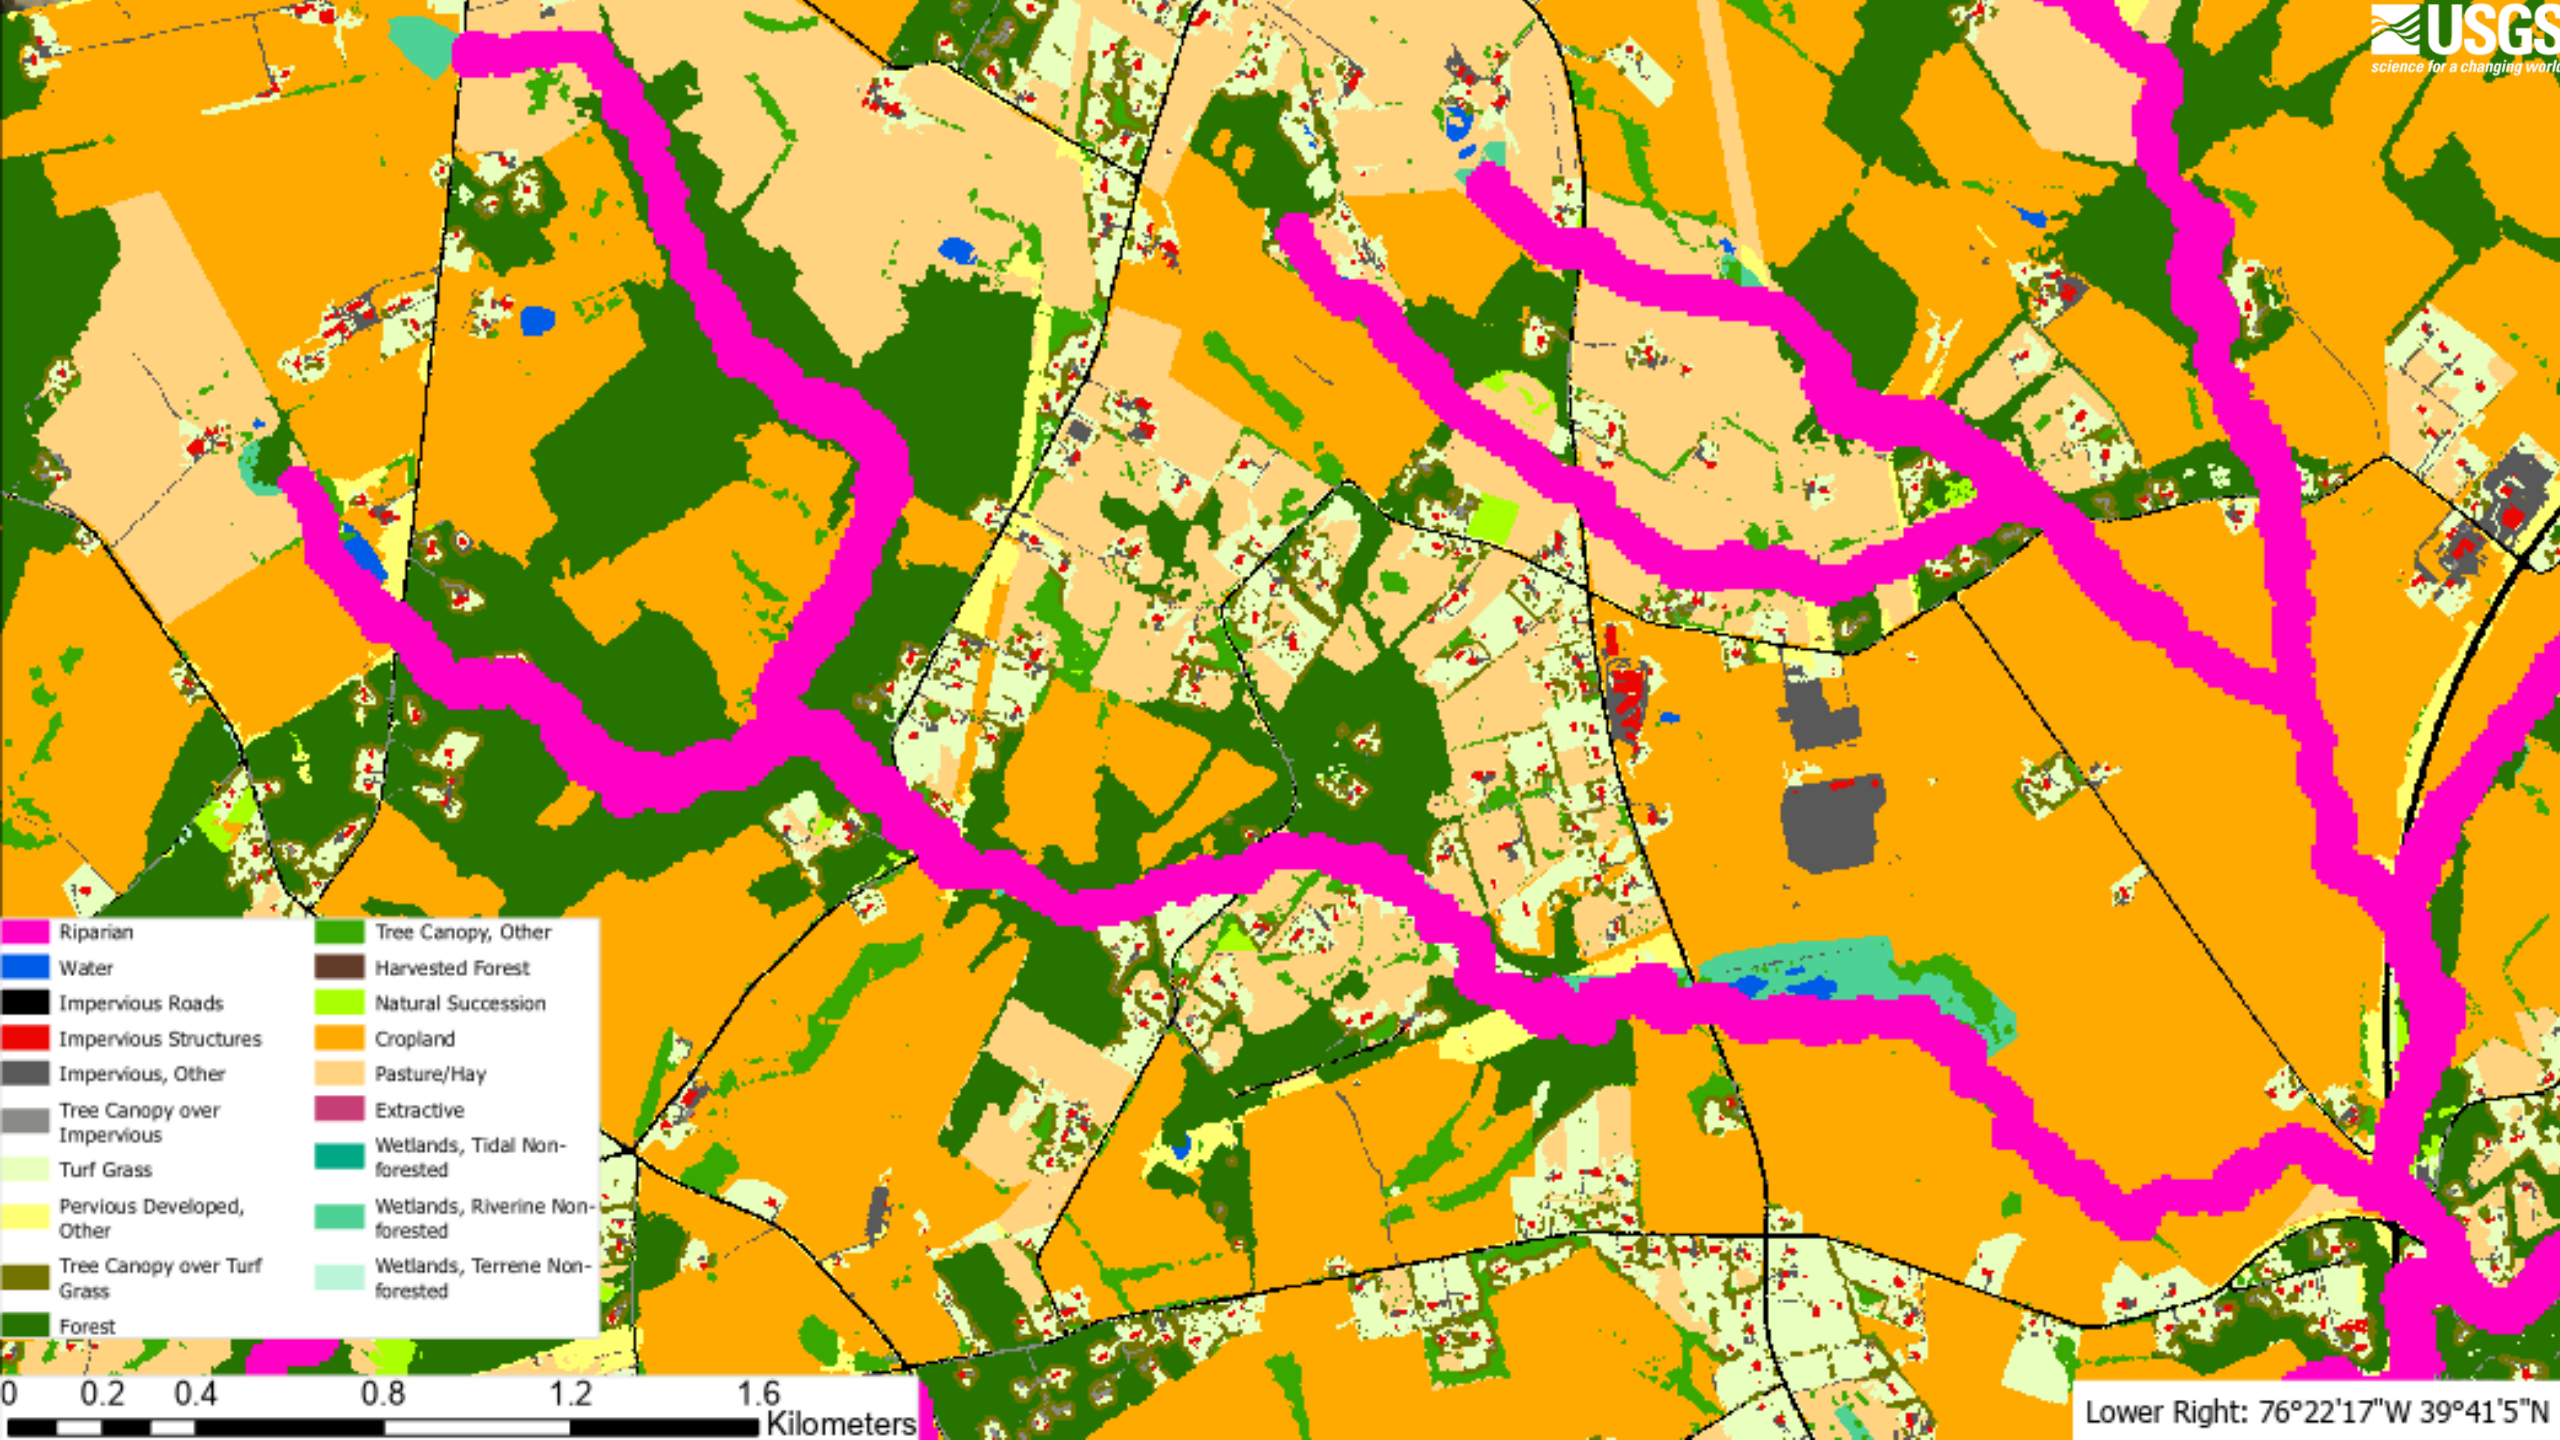 USGS
science for a changing world
Riparian
Water
Impervious Roads
Impervious Structures
Impervious, Other
Tree Canopy over
Impervious
Turf Grass
Pervious Developed,
Other
Tree Canopy over Turf
Grass
Forest
Tree Canopy, Other
Harvested Forest
Natural Succession
Cropland
Pasture/Hay
Extractive
Wetlands, Tidal Non-
forested
Wetlands, Riverine Non-
forested
Wetlands, Terrene Non-
forested
0 0.2 0.4 0.8 1.2 1.6
Kilometers
Lower Right: 76°22'17"W 39°41'5"N